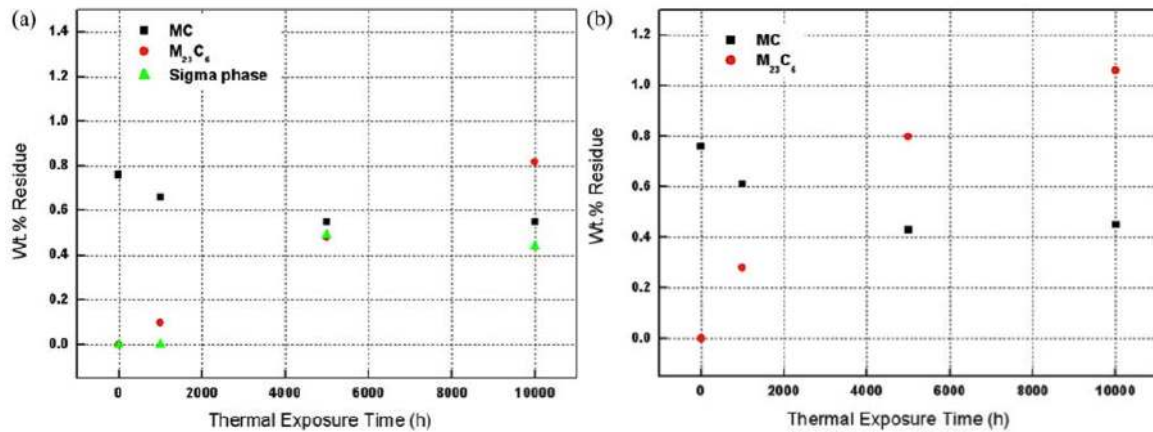 (a)
1.4
1.2
1.0
0.8
0.6
0.4
0.2
0.0
Wt.% Residue
MC
M₂₃C₆
Sigma phase
0 2000 4000 6000 8000 10000
Thermal Exposure Time (h)
(b)
1.2
1.0
0.8
0.6
0.4
0.2
0.0
Wt.% Residue
MC
M₂₃C₆
0 2000 4000 6000 8000 10000
Thermal Exposure Time (h)